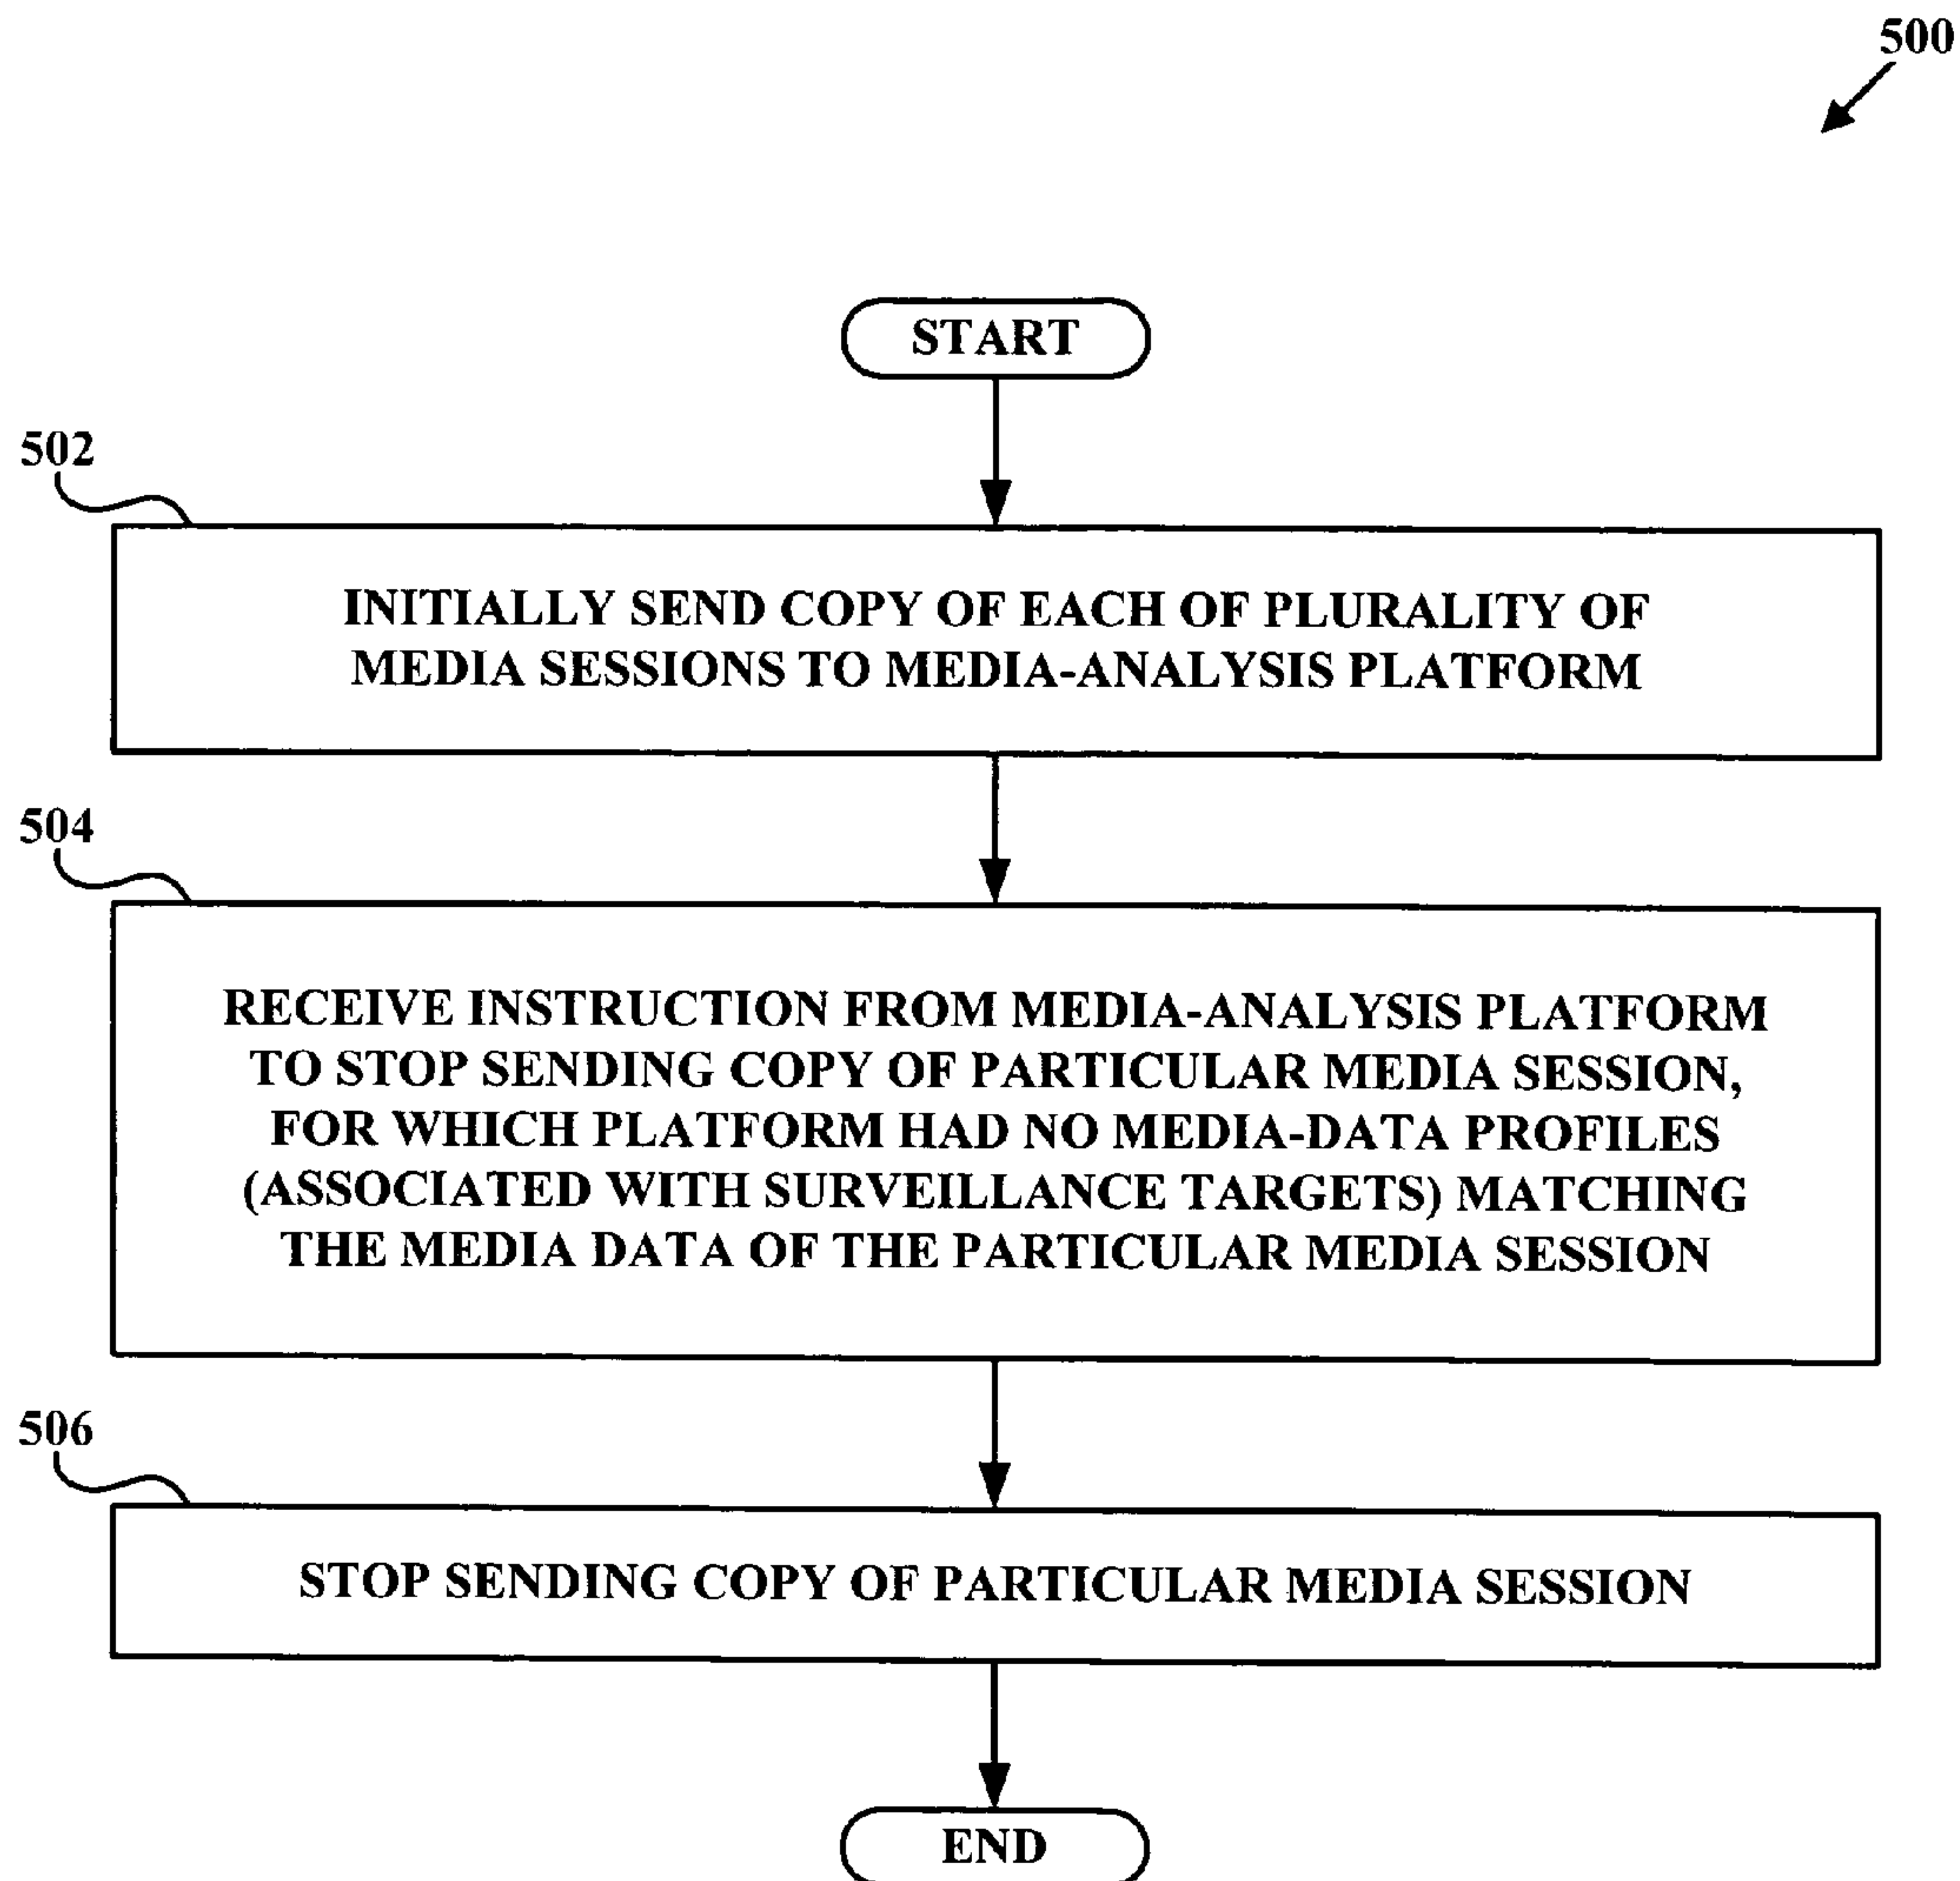 500
START
502
INITIALLY SEND COPY OF EACH OF PLURALITY OF
MEDIA SESSIONS TO MEDIA-ANALYSIS PLATFORM
504
RECEIVE INSTRUCTION FROM MEDIA-ANALYSIS PLATFORM
TO STOP SENDING COPY OF PARTICULAR MEDIA SESSION,
FOR WHICH PLATFORM HAD NO MEDIA-DATA PROFILES
(ASSOCIATED WITH SURVEILLANCE TARGETS) MATCHING
THE MEDIA DATA OF THE PARTICULAR MEDIA SESSION
506
STOP SENDING COPY OF PARTICULAR MEDIA SESSION
END